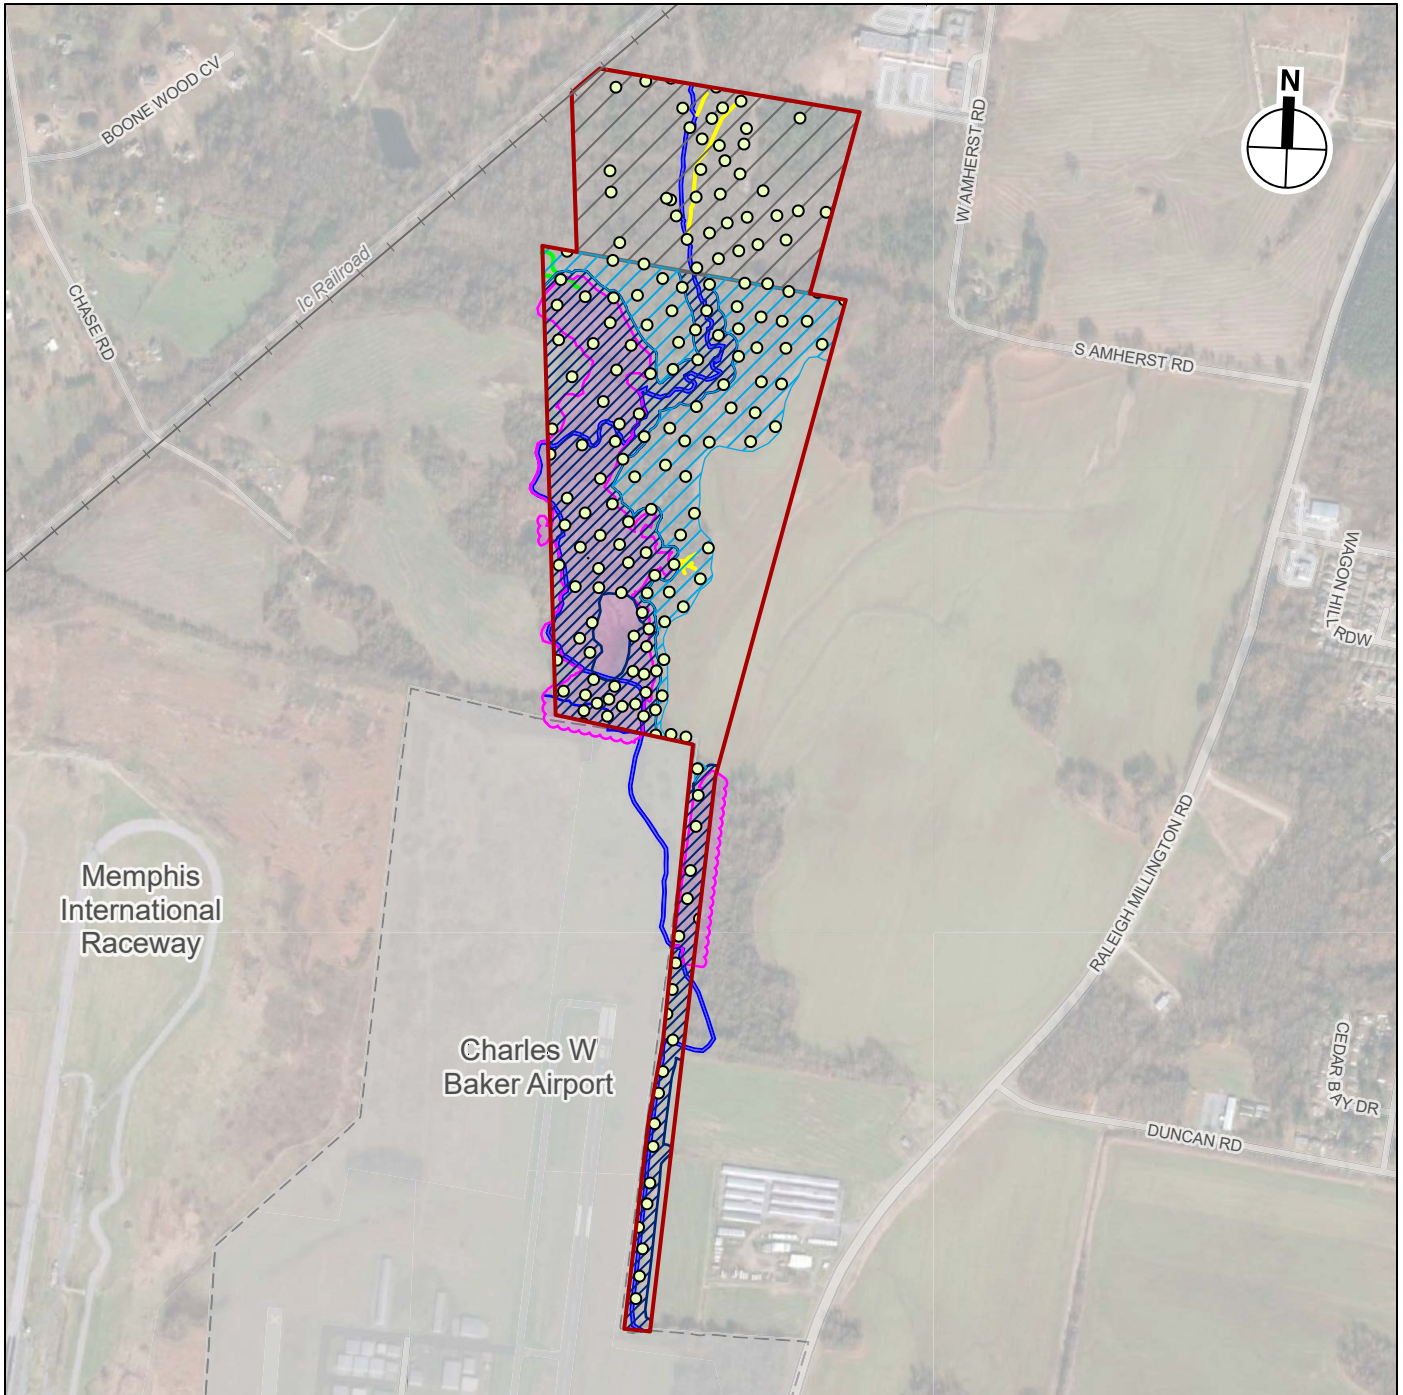 N
BOONE WOOD CV
W AMHERST RD
Ic Railroad
CHASE RD
S AMHERST RD
WAGON HILL
RDW
RALEIGH MILLINGTON RD
Memphis
International
Raceway
Charles W
Baker Airport
CEDAR BAY DR
DUNCAN RD